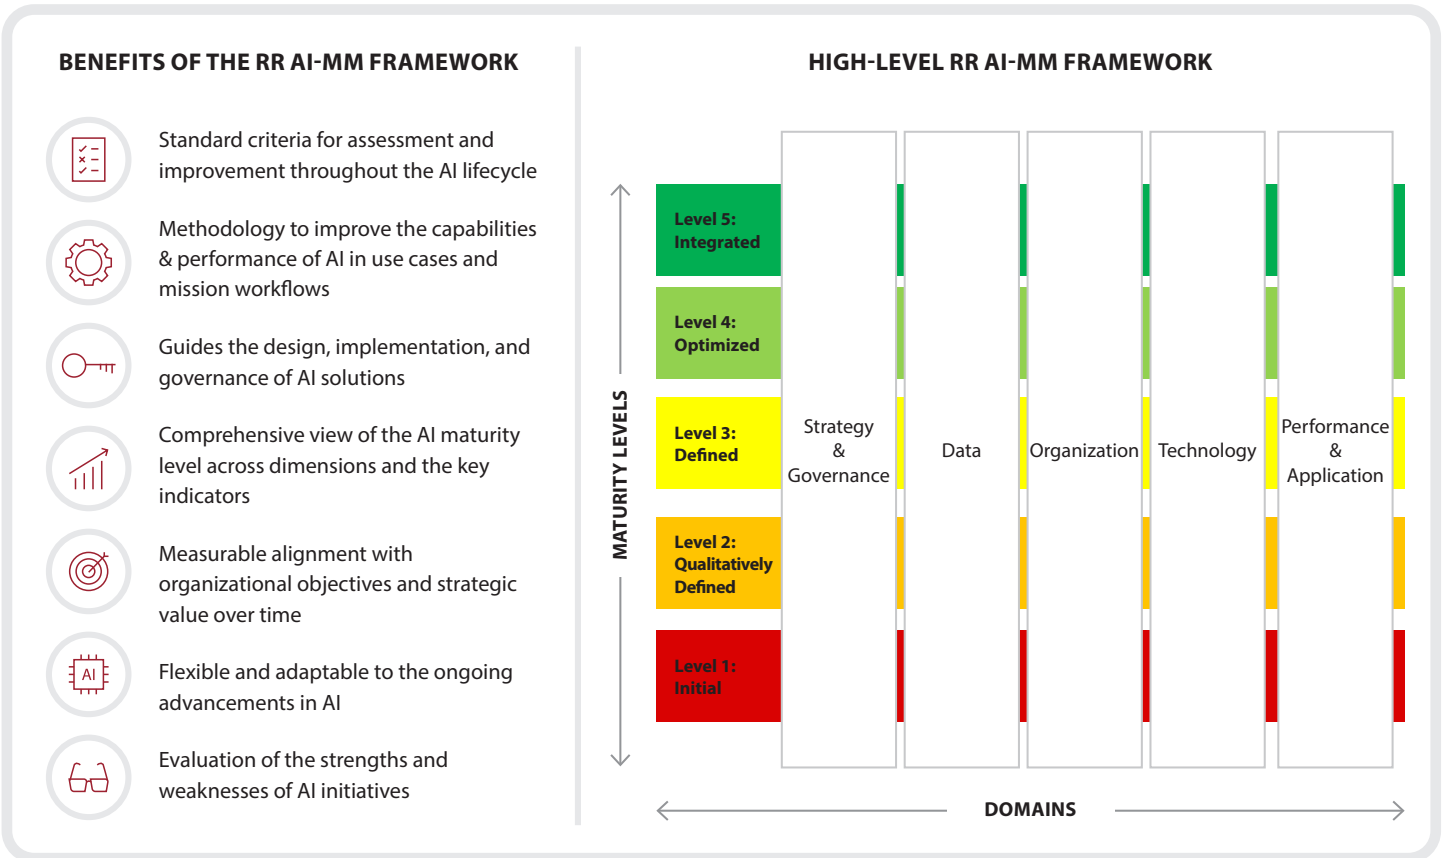 BENEFITS OF THE RR AI-MM FRAMEWORK
Standard criteria for assessment and
improvement throughout the AI lifecycle
Methodology to improve the capabilities
& performance of AI in use cases and
mission workflows
Guides the design, implementation, and
governance of AI solutions
Comprehensive view of the AI maturity
level across dimensions and the key
indicators
Measurable alignment with
organizational objectives and strategic
value over time
AI
Flexible and adaptable to the ongoing
advancements in AI
Evaluation of the strengths and
weaknesses of AI initiatives
HIGH-LEVEL RR AI-MM FRAMEWORK
MATURITY LEVELS
Level 5:
Integrated
Level 4:
Optimized
Level 3:
Defined
Level 2:
Qualitatively
Defined
Level 1:
Initial
Strategy
&
Governance
Data
Organization
Technology
Performance
&
Application
DOMAINS